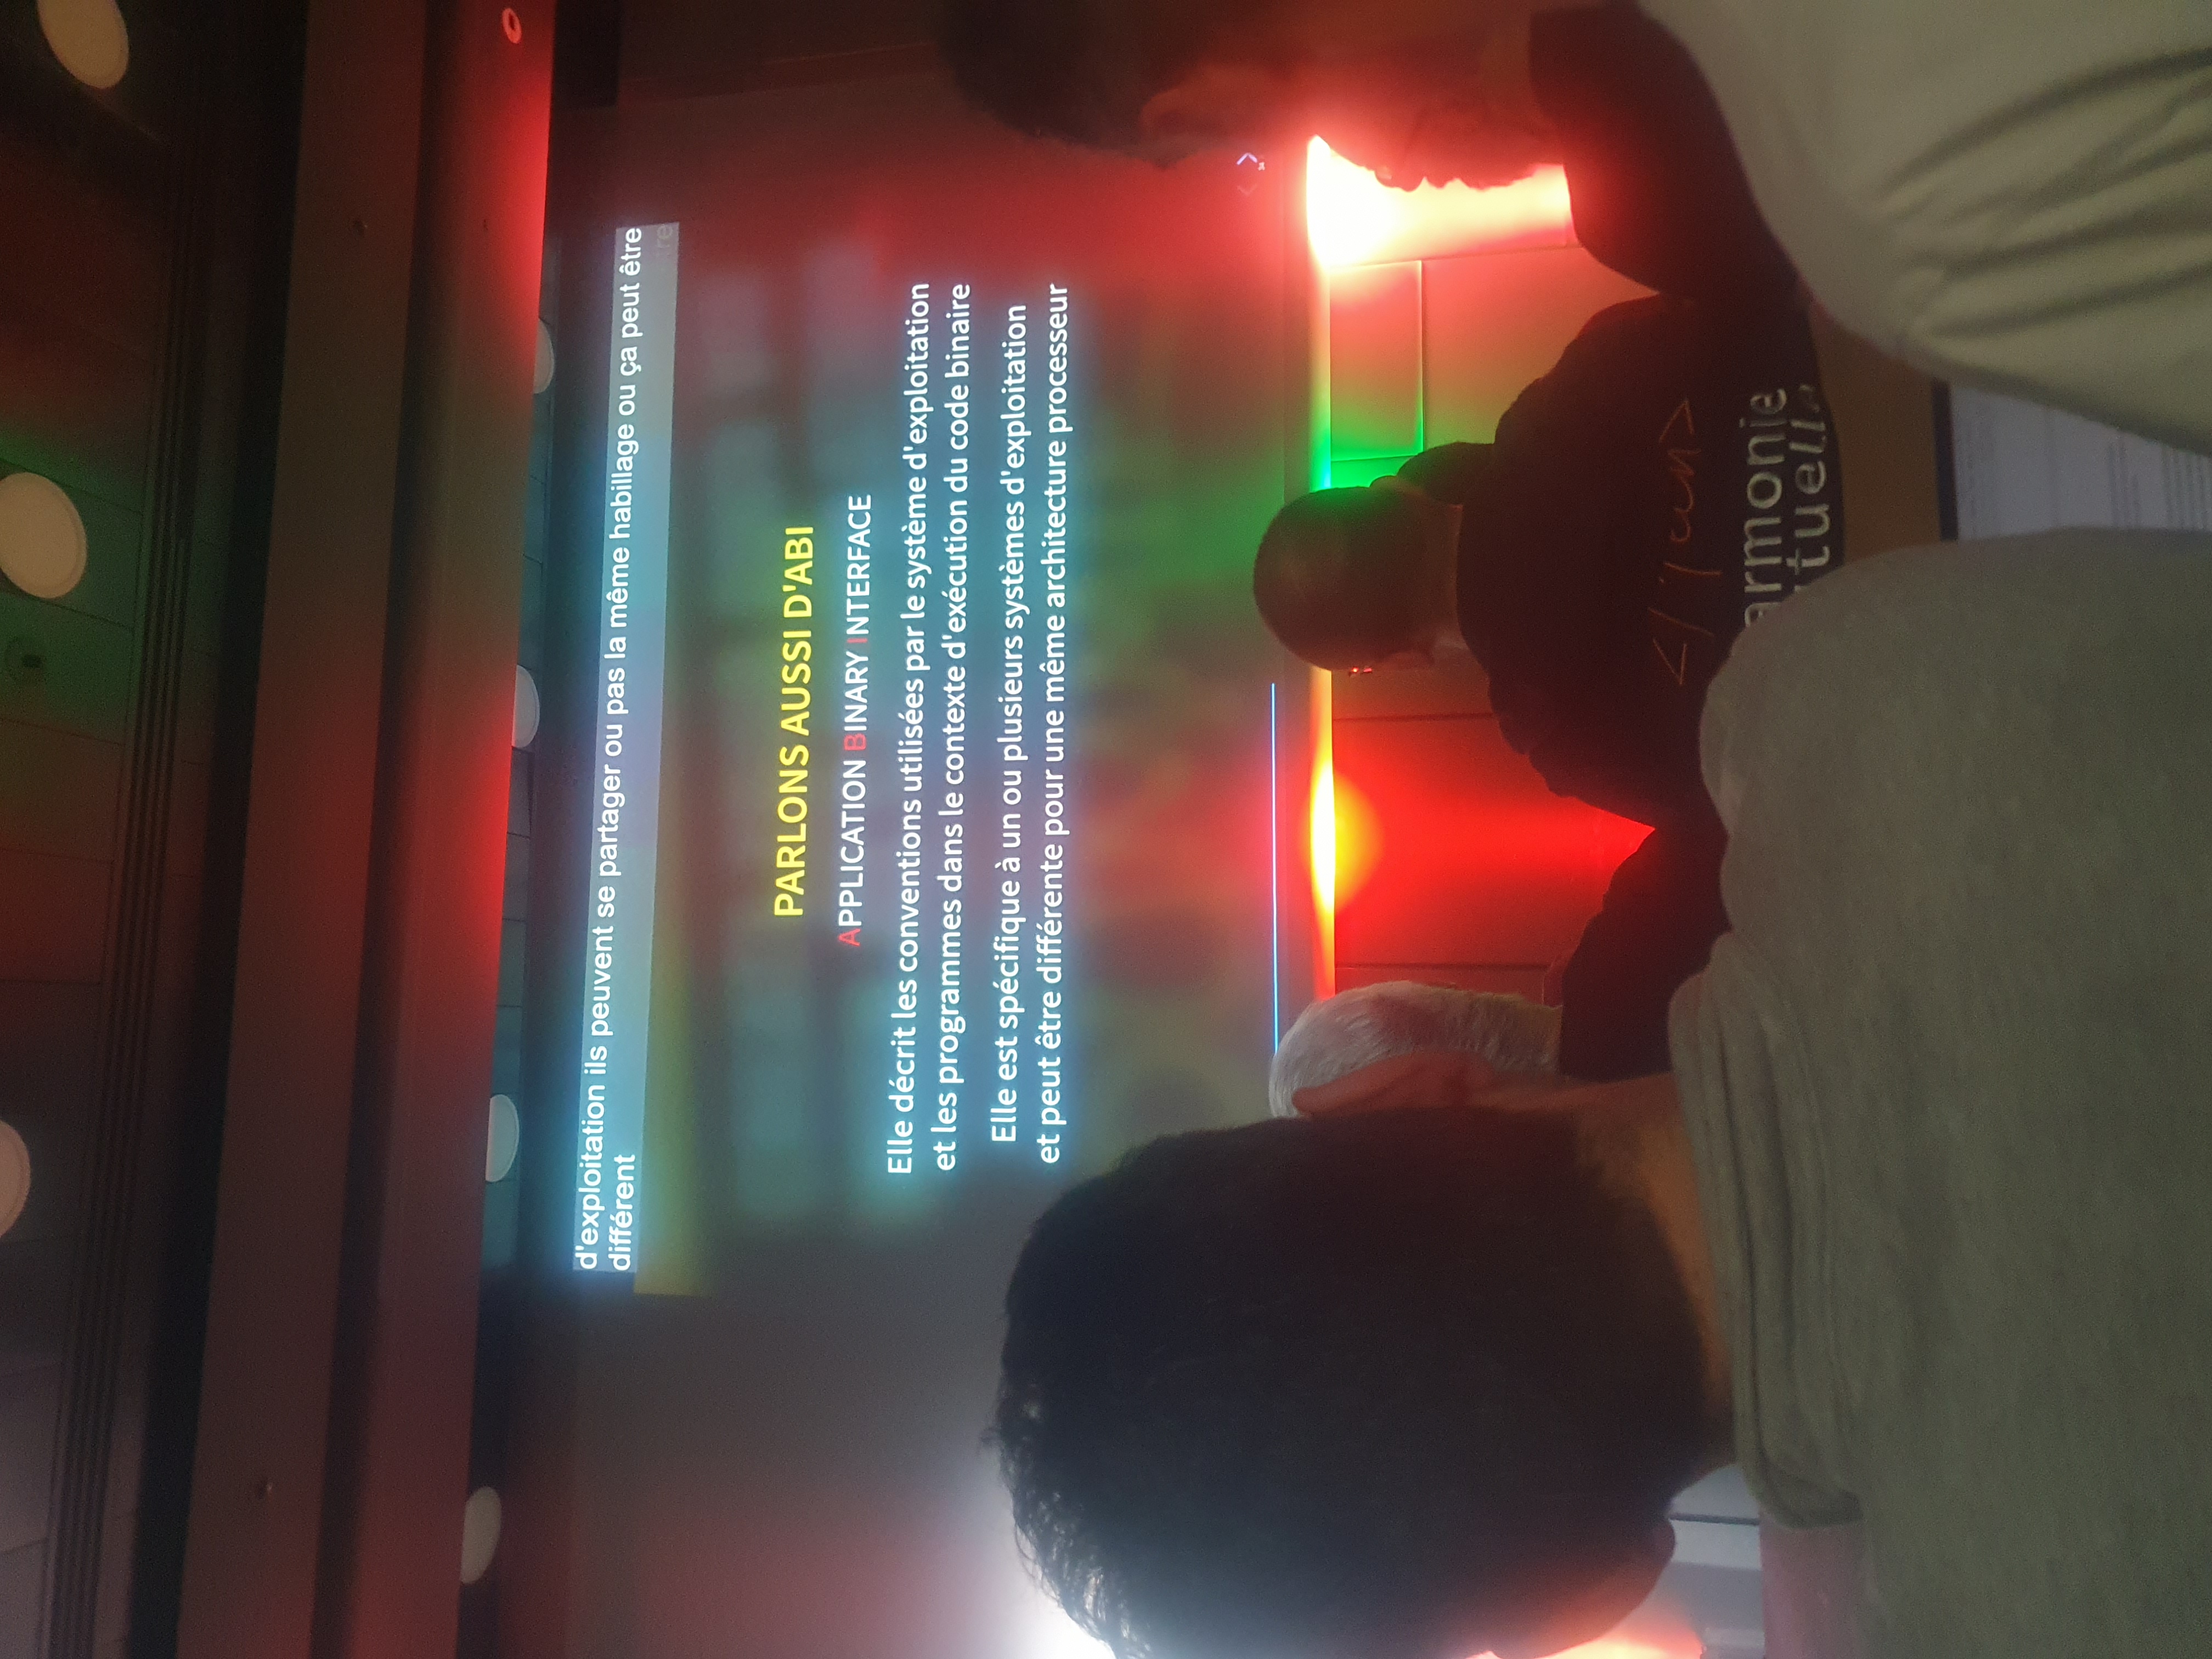 d'exploitation ils peuvent se partager ou pas la même habillage ou ça peut être
différent
PARLONS AUSSI D'ABI
APPLICATION BINARY INTERFACE
Elle décrit les conventions utilisées par le système d'exploitation
et les programmes dans le contexte d'exécution du code binaire
Elle est spécifique à un ou plusieurs systèmes d'exploitation
et peut être différente pour une même architecture processeur
armonie
tuelle